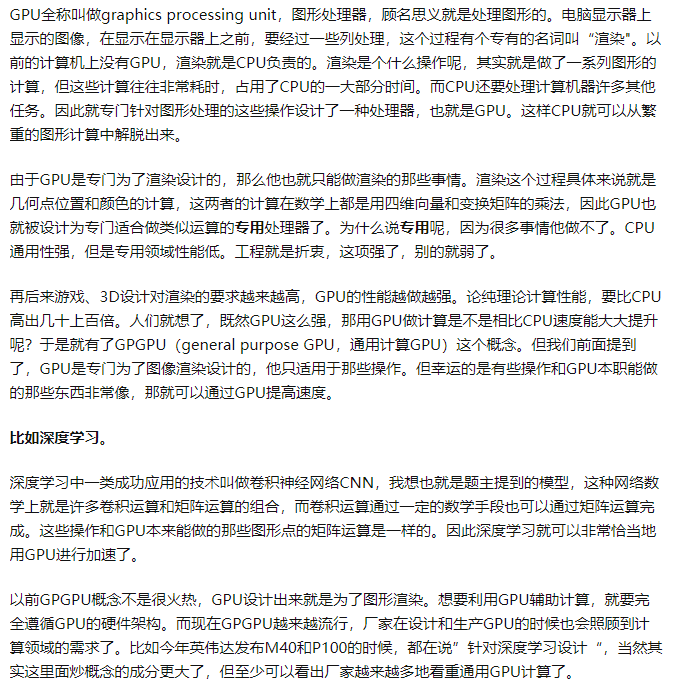 GPU全称叫做graphics processing unit，图形处理器，顾名思义就是处理图形的。电脑显示器上
显示的图像，在显示在显示器上之前，要经过一些列处理，这个过程有个专有的名词叫“渲染"。以
前的计算机上没有GPU，渲染就是CPU负责的。渲染是个什么操作呢，其实就是做了一系列图形的
计算，但这些计算往往非常耗时，占用了CPU的一大部分时间。而CPU还要处理计算机器许多其他
任务。因此就专门针对图形处理的这些操作设计了一种处理器，也就是GPU。这样CPU就可以从繁
重的图形计算中解脱出来。
由于GPU是专门为了渲染设计的，那么他也就只能做渲染的那些事情。渲染这个过程具体来说就是
几何点位置和颜色的计算，这两者的计算在数学上都是用四维向量和变换矩阵的乘法，因此GPU也
就被设计为专门适合做类似运算的专用处理器了。为什么说专用呢，因为很多事情他做不了。CPU
通用性强，但是专用领域性能低。工程就是折衷，这项强了，别的就弱了。
再后来游戏、3D设计对渲染的要求越来越高，GPU的性能越做越强。论纯理论计算性能，要比CPU
高出几十上百倍。人们就想了，既然GPU这么强，那用GPU做计算是不是相比CPU速度能大大提升
呢？于是就有了GPGPU（general purpose GPU，通用计算GPU）这个概念。但我们前面提到
了，GPU是专门为了图像渲染设计的，他只适用于那些操作。但幸运的是有些操作和GPU本职能做
的那些东西非常像，那就可以通过GPU提高速度。
比如深度学习。
深度学习中一类成功应用的技术叫做卷积神经网络CNN，我想也就是题主提到的模型，这种网络数
学上就是许多卷积运算和矩阵运算的组合，而卷积运算通过一定的数学手段也可以通过矩阵运算完
成。这些操作和GPU本来能做的那些图形点的矩阵运算是一样的。因此深度学习就可以非常恰当地
用GPU进行加速了。
以前GPGPU概念不是很火热，GPU设计出来就是为了图形渲染。想要利用GPU辅助计算，就要完
全遵循GPU的硬件架构。而现在GPGPU越来越流行，厂家在设计和生产GPU的时候也会照顾到计
算领域的需求了。比如今年英伟达发布M40和P100的时候，都在说”针对深度学习设计“，当然其
实这里面炒概念的成分更大了，但至少可以看出厂家越来越多地看重通用GPU计算了。